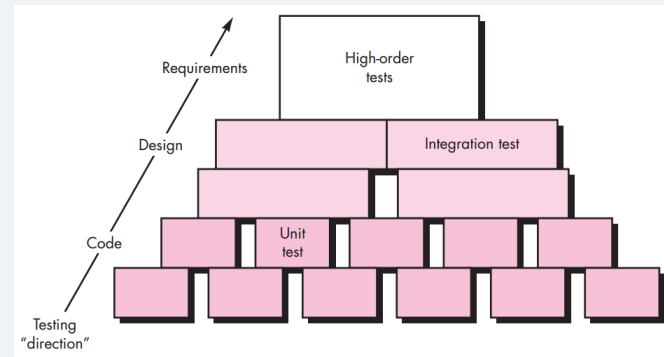 High-order
tests
Requirements
Design
Integration test
Code
Unit
test
Testing
“direction”